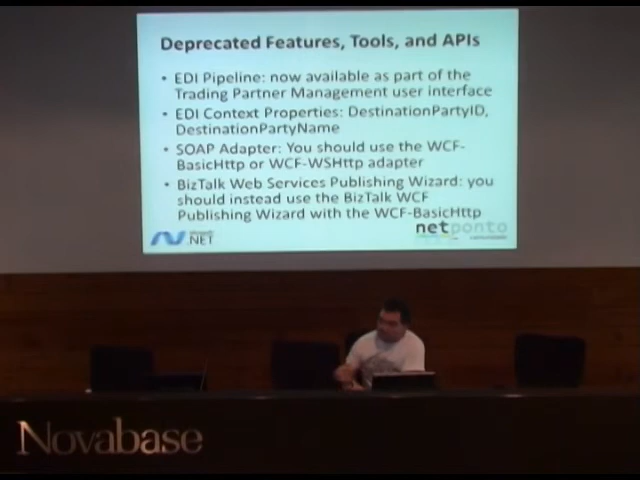 Deprecated Features, Tools, and APIs
• EDI Pipeline: now available as part of the
Trading Partner Management user interface
• EDI Context Properties: DestinationPartyID,
DestinationPartyName
• SOAP Adapter: You should use the WCF-
BasicHttp or WCF-WSHttp adapter
• BizTalk Web Services Publishing Wizard: you
should instead use the BizTalk WCF
Publishing Wizard with the WCF-BasicHttp
.NET
netponto
Novabase